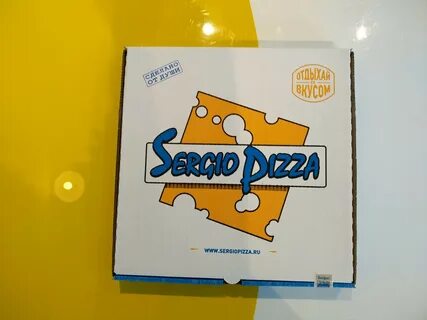 СДЕЛАНО
ОТ ДУШИ
ОТДЫХАЙ
СО
ВКУСОМ
SERGIO PIZZA
WWW.SERGIOPIZZA.RU